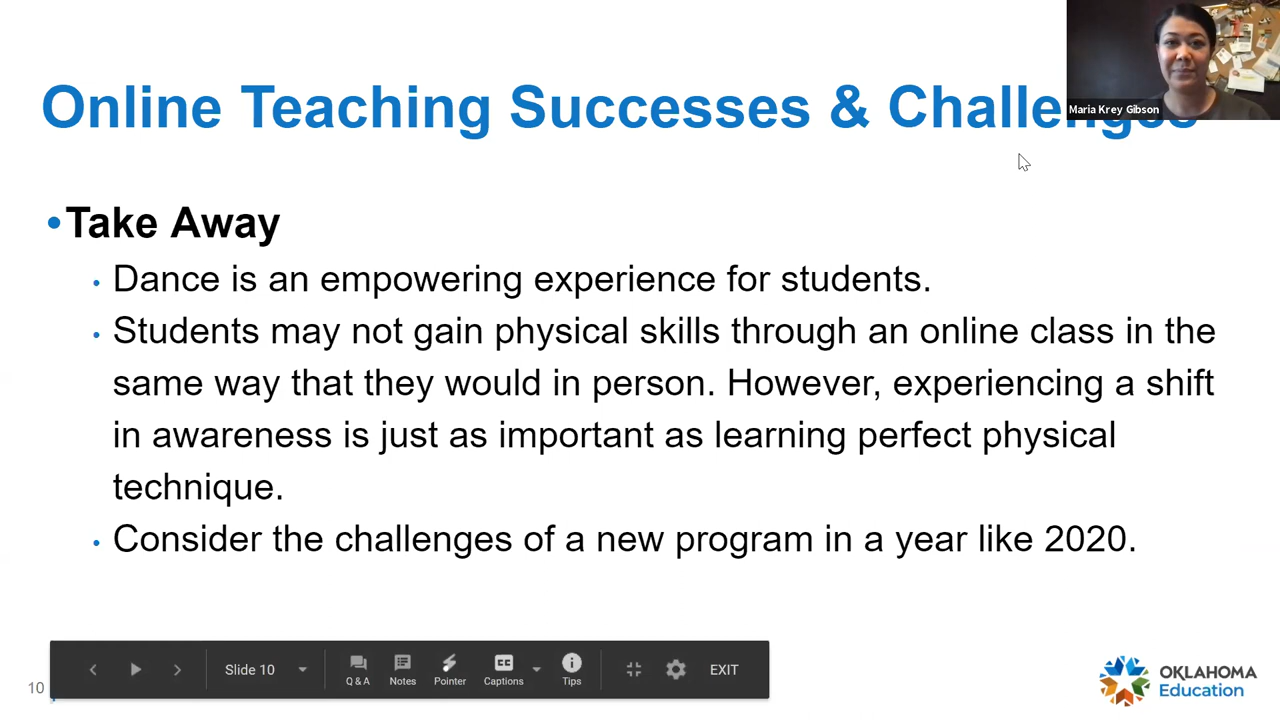 Online Teaching Successes & Challenges
Maria Krey Gibson
•Take Away
• Dance is an empowering experience for students.
• Students may not gain physical skills through an online class in the
same way that they would in person. However, experiencing a shift
in awareness is just as important as learning perfect physical
technique.
• Consider the challenges of a new program in a year like 2020.
Slide 10
Q & A
Notes
Pointer
CC
Captions
Tips
EXIT
10
OKLAHOMA
Education